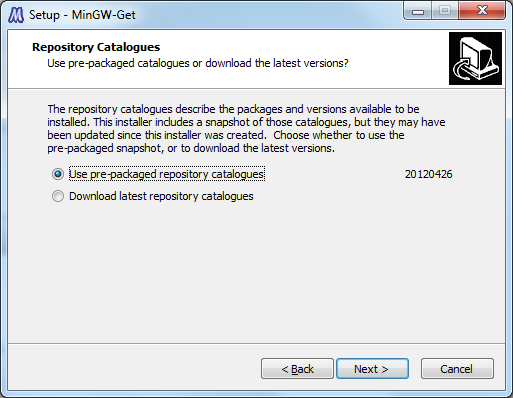 Setup - MinGW-Get
Repository Catalogues
Use pre-packaged catalogues or download the latest versions?
The repository catalogues describe the packages and versions available to be
installed. This installer includes a snapshot of those catalogues, but they may have
been updated since this installer was created.  Choose whether to use the
pre-packaged snapshot, or to download the latest versions.
Use pre-packaged repository catalogues 20120426
Download latest repository catalogues
< Back Next > Cancel